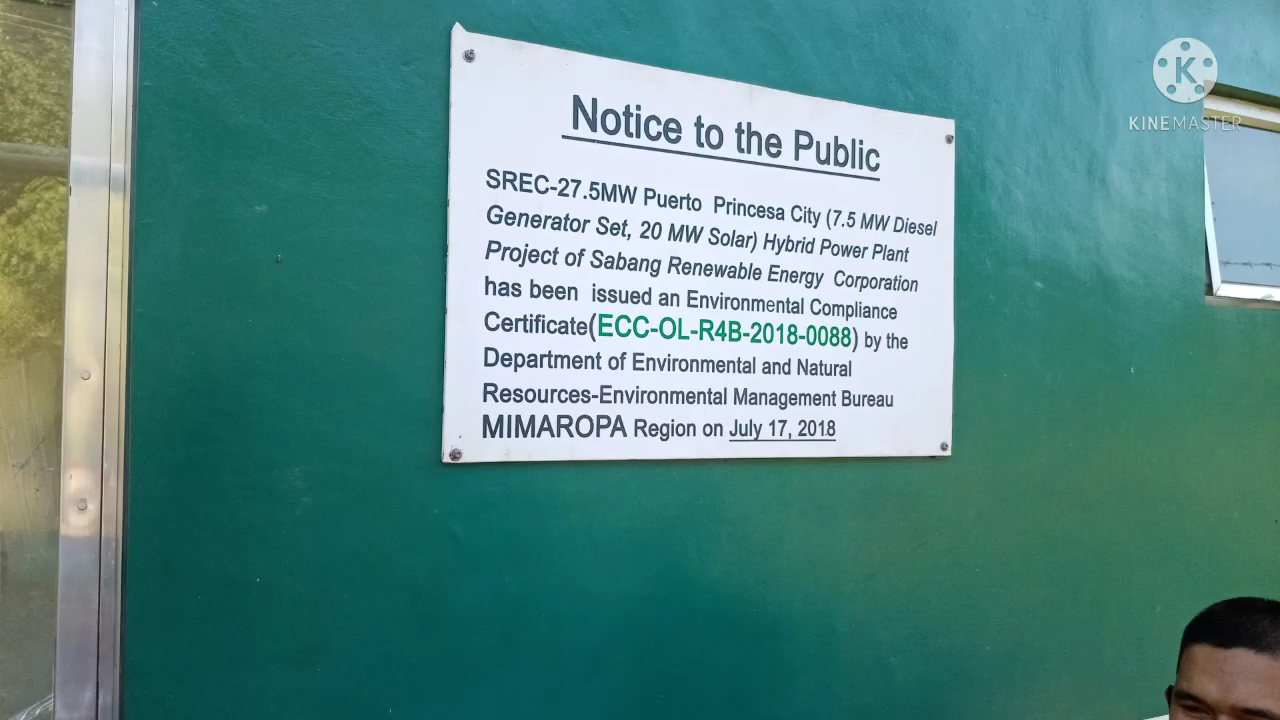 Notice to the Public
SREC-27.5MW Puerto Princesa City (7.5 MW Diesel
Generator Set, 20 MW Solar) Hybrid Power Plant
Project of Sabang Renewable Energy Corporation
has been issued an Environmental Compliance
Certificate(ECC-OL-R4B-2018-0088) by the
Department of Environmental and Natural
Resources-Environmental Management Bureau
MIMAROPA Region on July 17, 2018
K
KINEMASTER